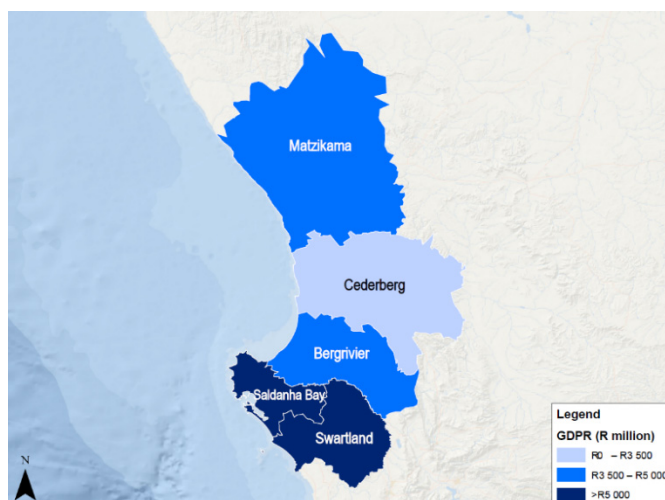 Matzikama
Cederberg
Bergrivier
Saldanha Bay
Swartland
N
Legend
GDPR (R million)
R0 – R3 500
R3 500 – R5 000
>R5 000